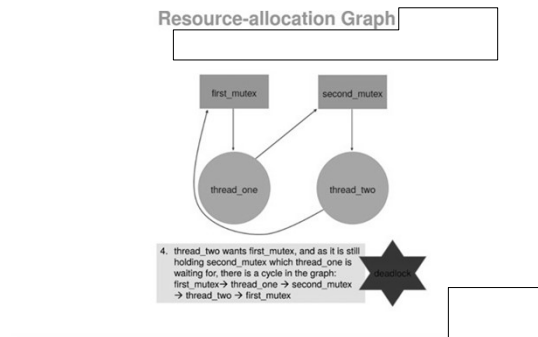 Resource-allocation Graph
first_mutex
second_mutex
thread_one
thread_two
4. thread_two wants first_mutex, and as it is still
holding second_mutex which thread_one is
waiting for, there is a cycle in the graph:
first_mutex→ thread_one → second_mutex
→ thread_two → first_mutex
deadlock